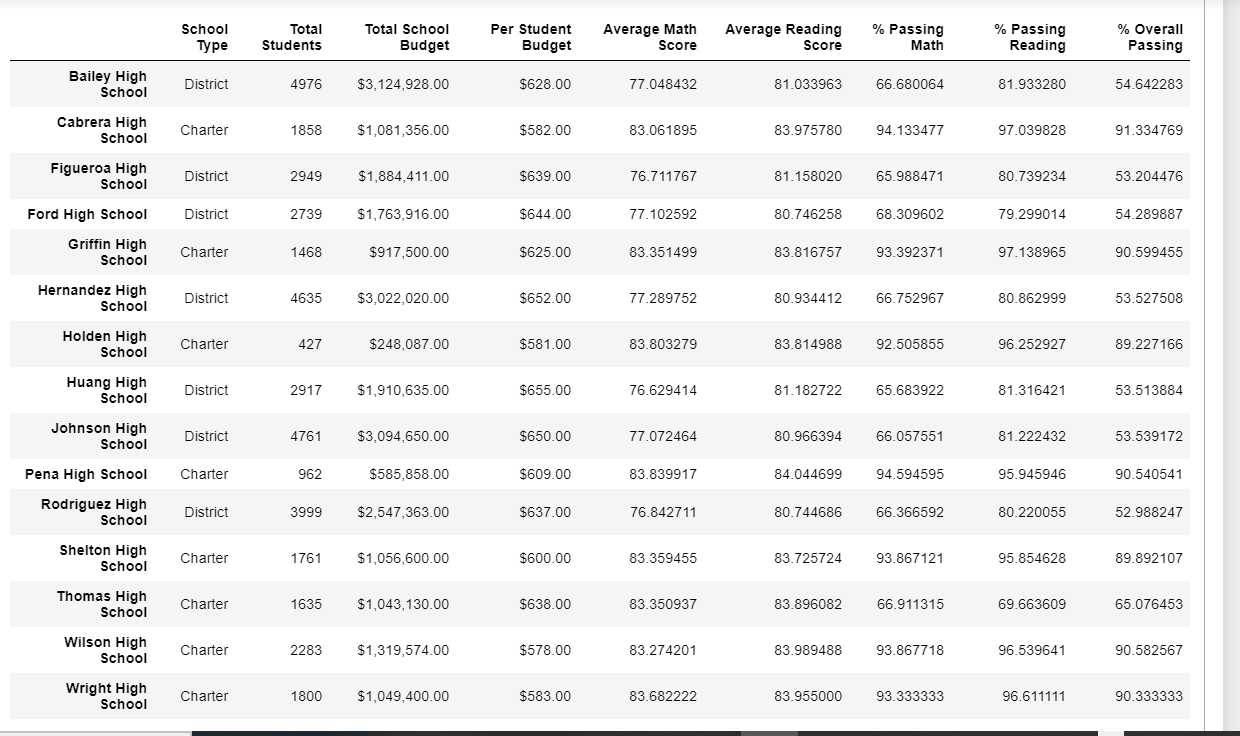 School Type Total Students Total School Budget Per Student Budget Average Math Score Average Reading Score % Passing Math % Passing Reading % Overall Passing
Bailey High School District 4976 $3,124,928.00 $628.00 77.048432 81.033963 66.680064 81.933280 54.642283
Cabrera High School Charter 1858 $1,081,356.00 $582.00 83.061895 83.975780 94.133477 97.039828 91.334769
Figueroa High School District 2949 $1,884,411.00 $639.00 76.711767 81.158020 65.988471 80.739234 53.204476
Ford High School District 2739 $1,763,916.00 $644.00 77.102592 80.746258 68.309602 79.299014 54.289887
Griffin High School Charter 1468 $917,500.00 $625.00 83.351499 83.816757 93.392371 97.138965 90.599455
Hernandez High School District 4635 $3,022,020.00 $652.00 77.289752 80.934412 66.752967 80.862999 53.527508
Holden High School Charter 427 $248,087.00 $581.00 83.803279 83.814988 92.505855 96.252927 89.227166
Huang High School District 2917 $1,910,635.00 $655.00 76.629414 81.182722 65.683922 81.316421 53.513884
Johnson High School District 4761 $3,094,650.00 $650.00 77.072464 80.966394 66.057551 81.222432 53.539172
Pena High School Charter 962 $585,858.00 $609.00 83.839917 84.044699 94.594595 95.945946 90.540541
Rodriguez High School District 3999 $2,547,363.00 $637.00 76.842711 80.744686 66.366592 80.220055 52.988247
Shelton High School Charter 1761 $1,056,600.00 $600.00 83.359455 83.725724 93.867121 95.854628 89.892107
Thomas High School Charter 1635 $1,043,130.00 $638.00 83.350937 83.896082 66.911315 69.663609 65.076453
Wilson High School Charter 2283 $1,319,574.00 $578.00 83.274201 83.989488 93.867718 96.539641 90.582567
Wright High School Charter 1800 $1,049,400.00 $583.00 83.682222 83.955000 93.333333 96.611111 90.333333